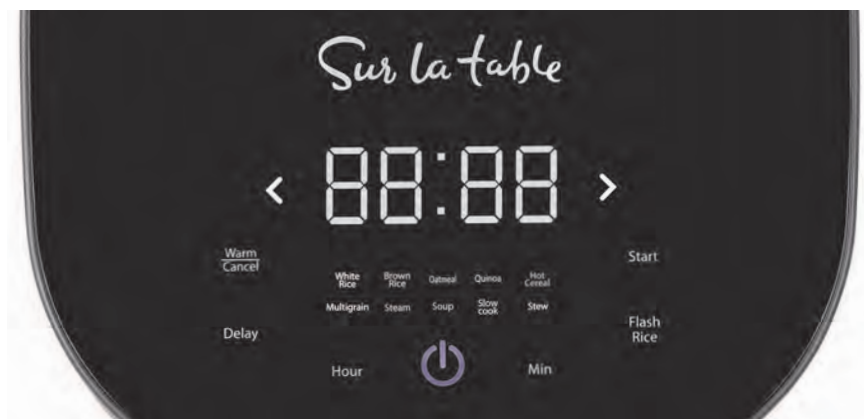 Sur la table
< 88:88 >
Warm
Cancel
Start
White Rice
Brown Rice
Oatmeal
Quinoa
Hot Cereal
Multigrain
Steam
Soup
Slow cook
Stew
Delay
Flash
Rice
Hour
Min